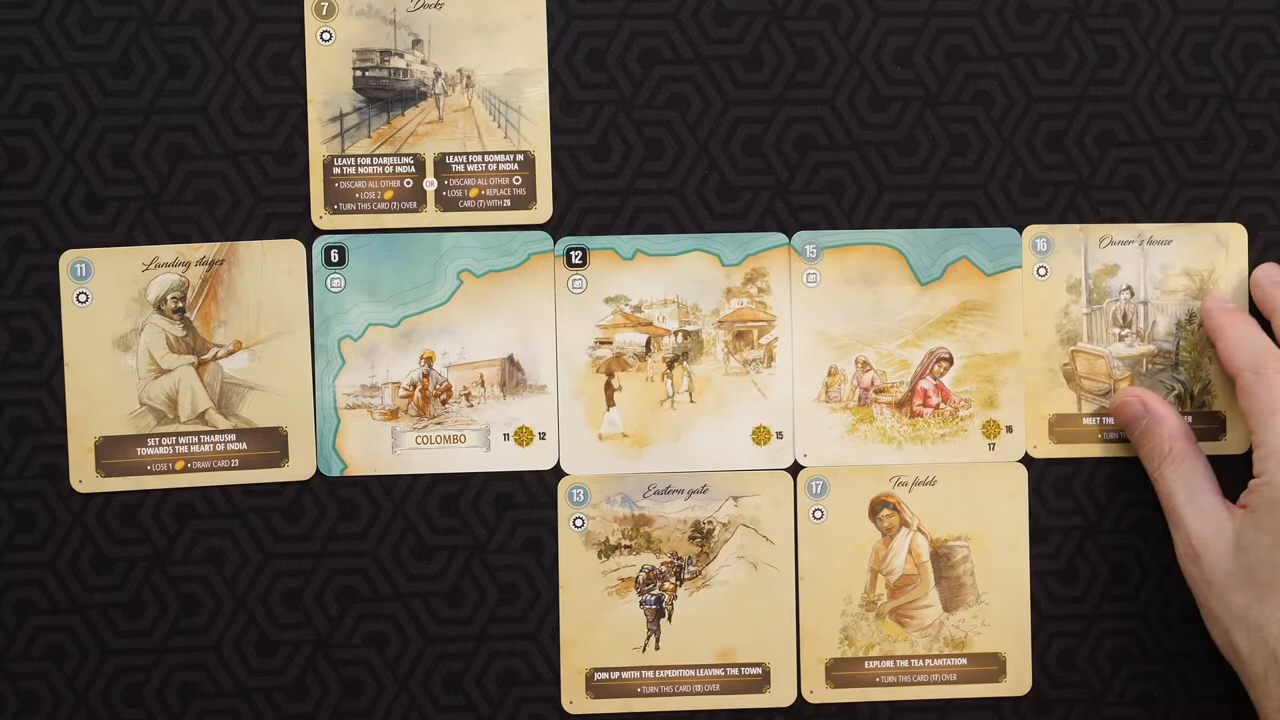 7
Docks
LEAVE FOR DARJEELING
IN THE NORTH OF INDIA
• DISCARD ALL OTHER
• LOSE 2
• TURN THIS CARD (7) OVER
OR
LEAVE FOR BOMBAY IN
THE WEST OF INDIA
• DISCARD ALL OTHER
• LOSE 1 • REPLACE THIS
CARD (7) WITH 26
11
Landing stages
SET OUT WITH THARUSHI
TOWARDS THE HEART OF INDIA
• LOSE 1 • DRAW CARD 23
6
COLOMBO
11 12
12
15
15
16
17
16
Owner's house
MEET THE
• TURN
13
Eastern gate
JOIN UP WITH THE EXPEDITION LEAVING THE TOWN
• TURN THIS CARD (13) OVER
17
Tea fields
EXPLORE THE TEA PLANTATION
• TURN THIS CARD (17) OVER